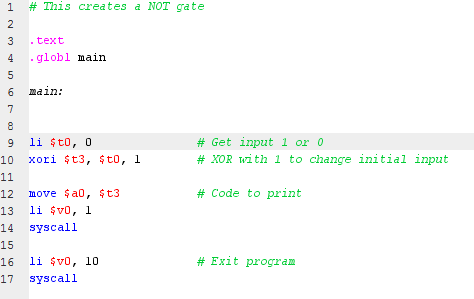 1 # This creates a NOT gate
2
3 .text
4 .globl main
5
6 main:
7
8
9 li $t0, 0 # Get input 1 or 0
10 xori $t3, $t0, 1 # XOR with 1 to change initial input
11
12 move $a0, $t3 # Code to print
13 li $v0, 1
14 syscall
15
16 li $v0, 10 # Exit program
17 syscall